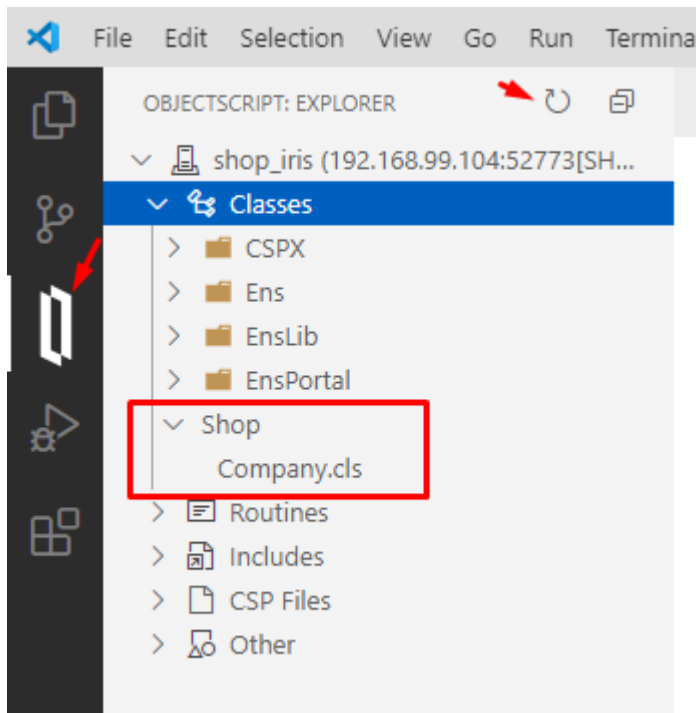 File Edit Selection View Go Run Termina
OBJECTSCRIPT: EXPLORER
shop_iris (192.168.99.104:52773[SH...
Classes
CSPX
Ens
EnsLib
EnsPortal
Shop
Company.cls
Routines
Includes
CSP Files
Other